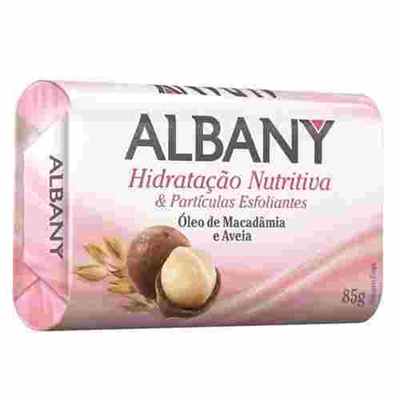 ALBANY
ALBANY
Hidratação Nutritiva
& Partículas Esfoliantes
Óleo de Macadâmia
e Aveia
85g